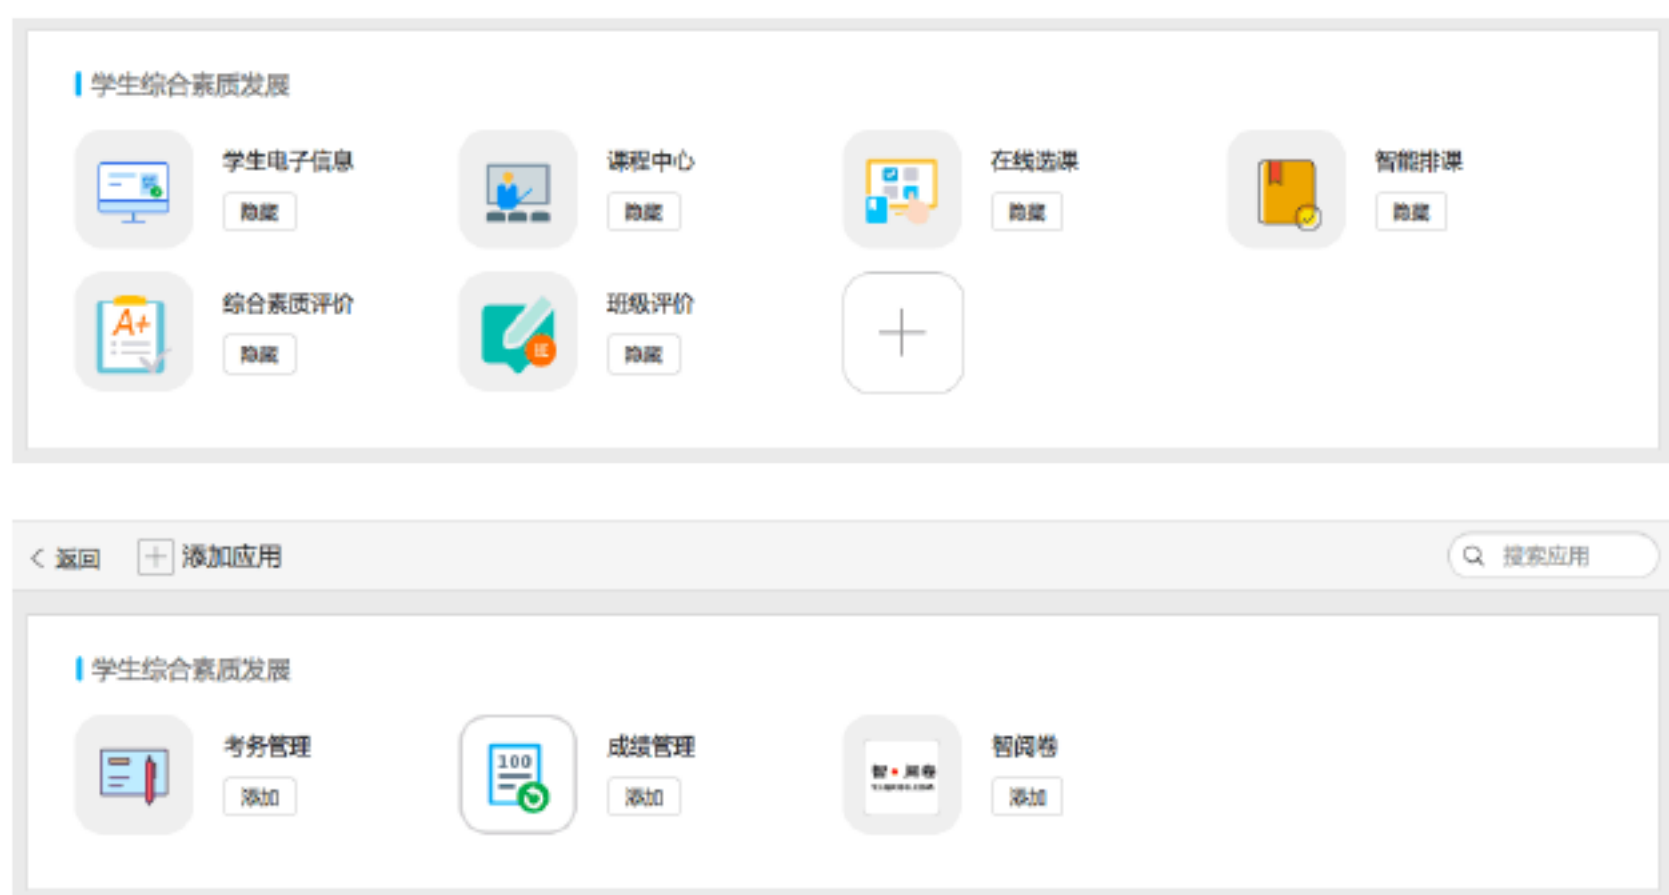 学生综合素质发展
学生电子信息
隐藏
课程中心
隐藏
在线选课
隐藏
智能排课
隐藏
A+
综合素质评价
隐藏
班级评价
隐藏
返回
添加应用
搜索应用
学生综合素质发展
考务管理
添加
100
成绩管理
添加
智·阅卷
智阅卷
添加